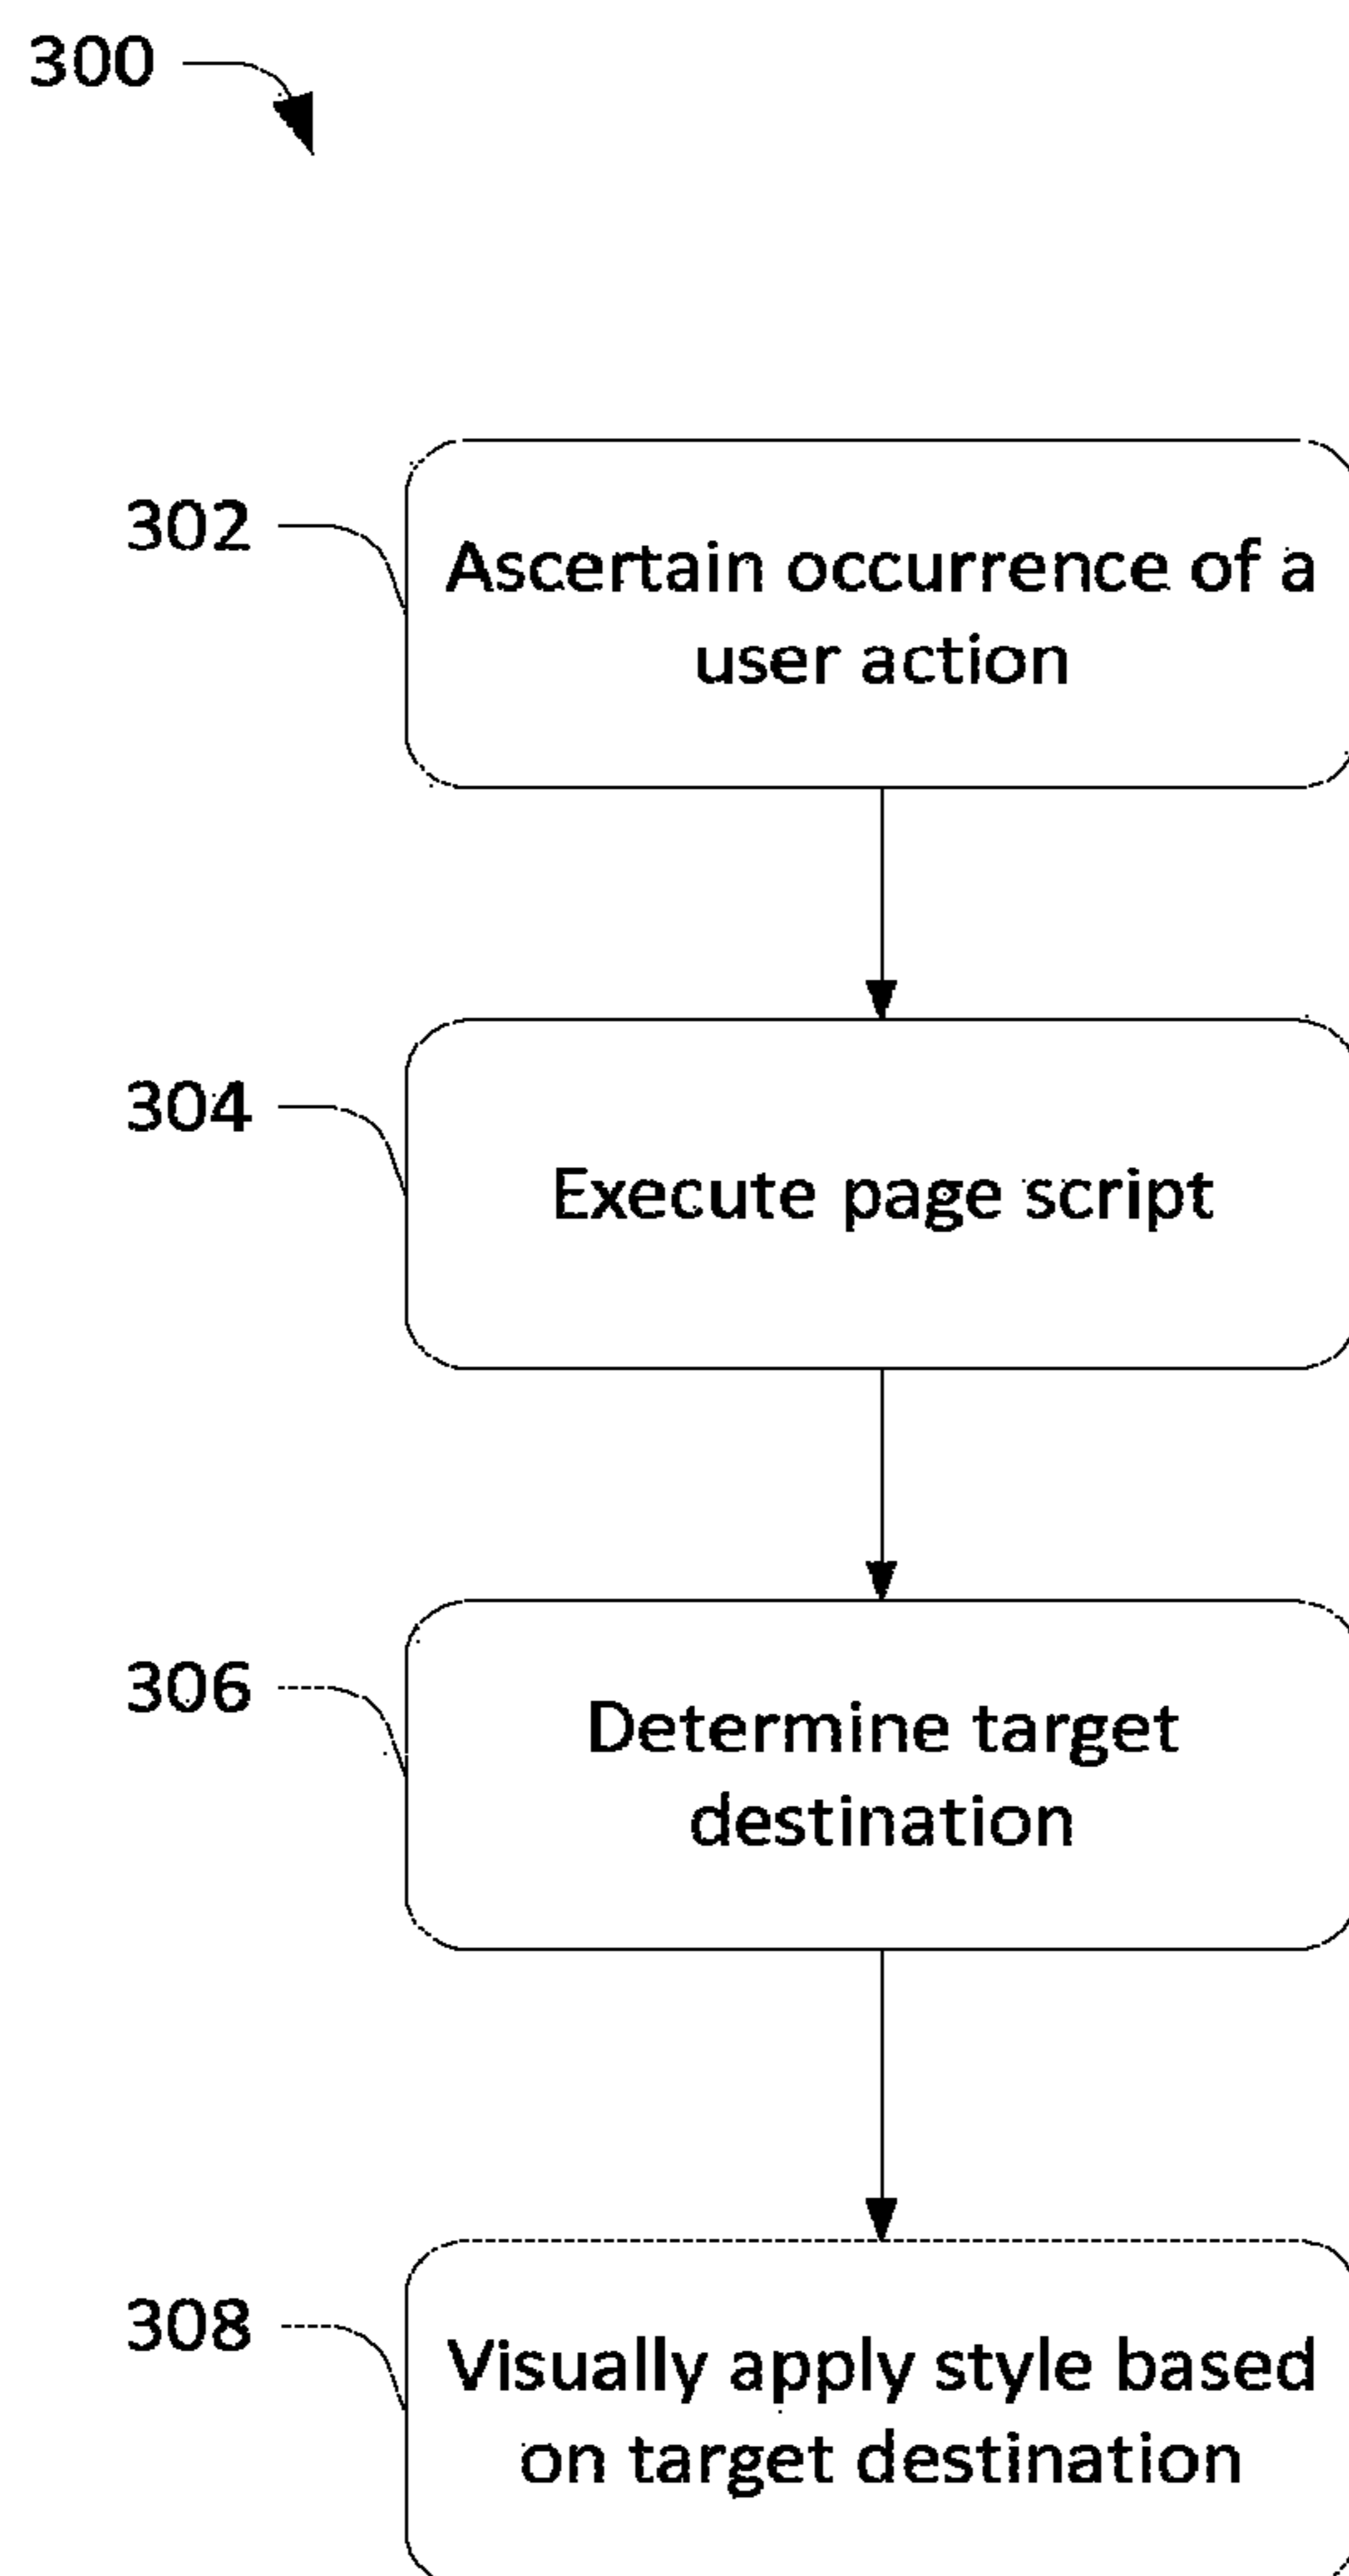 300
302
Ascertain occurrence of a
user action
304
Execute page script
306
Determine target
destination
308
Visually apply style based
on target destination